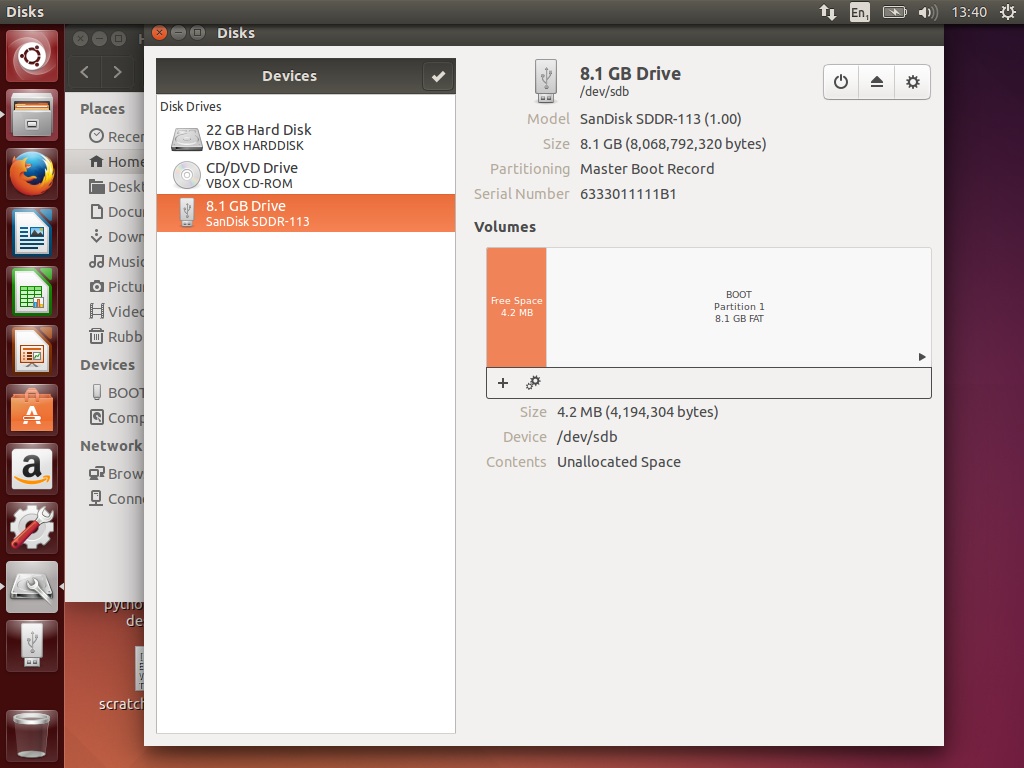 Disks
En1
13:40
Disks
Places
Recen
Home
Deskt
Docu
Down
Music
Pictu
Video
Rubb
Devices
BOOT
Comp
Network
Brow
Conn
pytho
de
scratch
Devices
Disk Drives
22 GB Hard Disk
VBOX HARDDISK
CD/DVD Drive
VBOX CD-ROM
8.1 GB Drive
SanDisk SDDR-113
8.1 GB Drive
/dev/sdb
Model SanDisk SDDR-113 (1.00)
Size 8.1 GB (8,068,792,320 bytes)
Partitioning Master Boot Record
Serial Number 6333011111B1
Volumes
Free Space
4.2 MB
BOOT
Partition 1
8.1 GB FAT
Size 4.2 MB (4,194,304 bytes)
Device /dev/sdb
Contents Unallocated Space